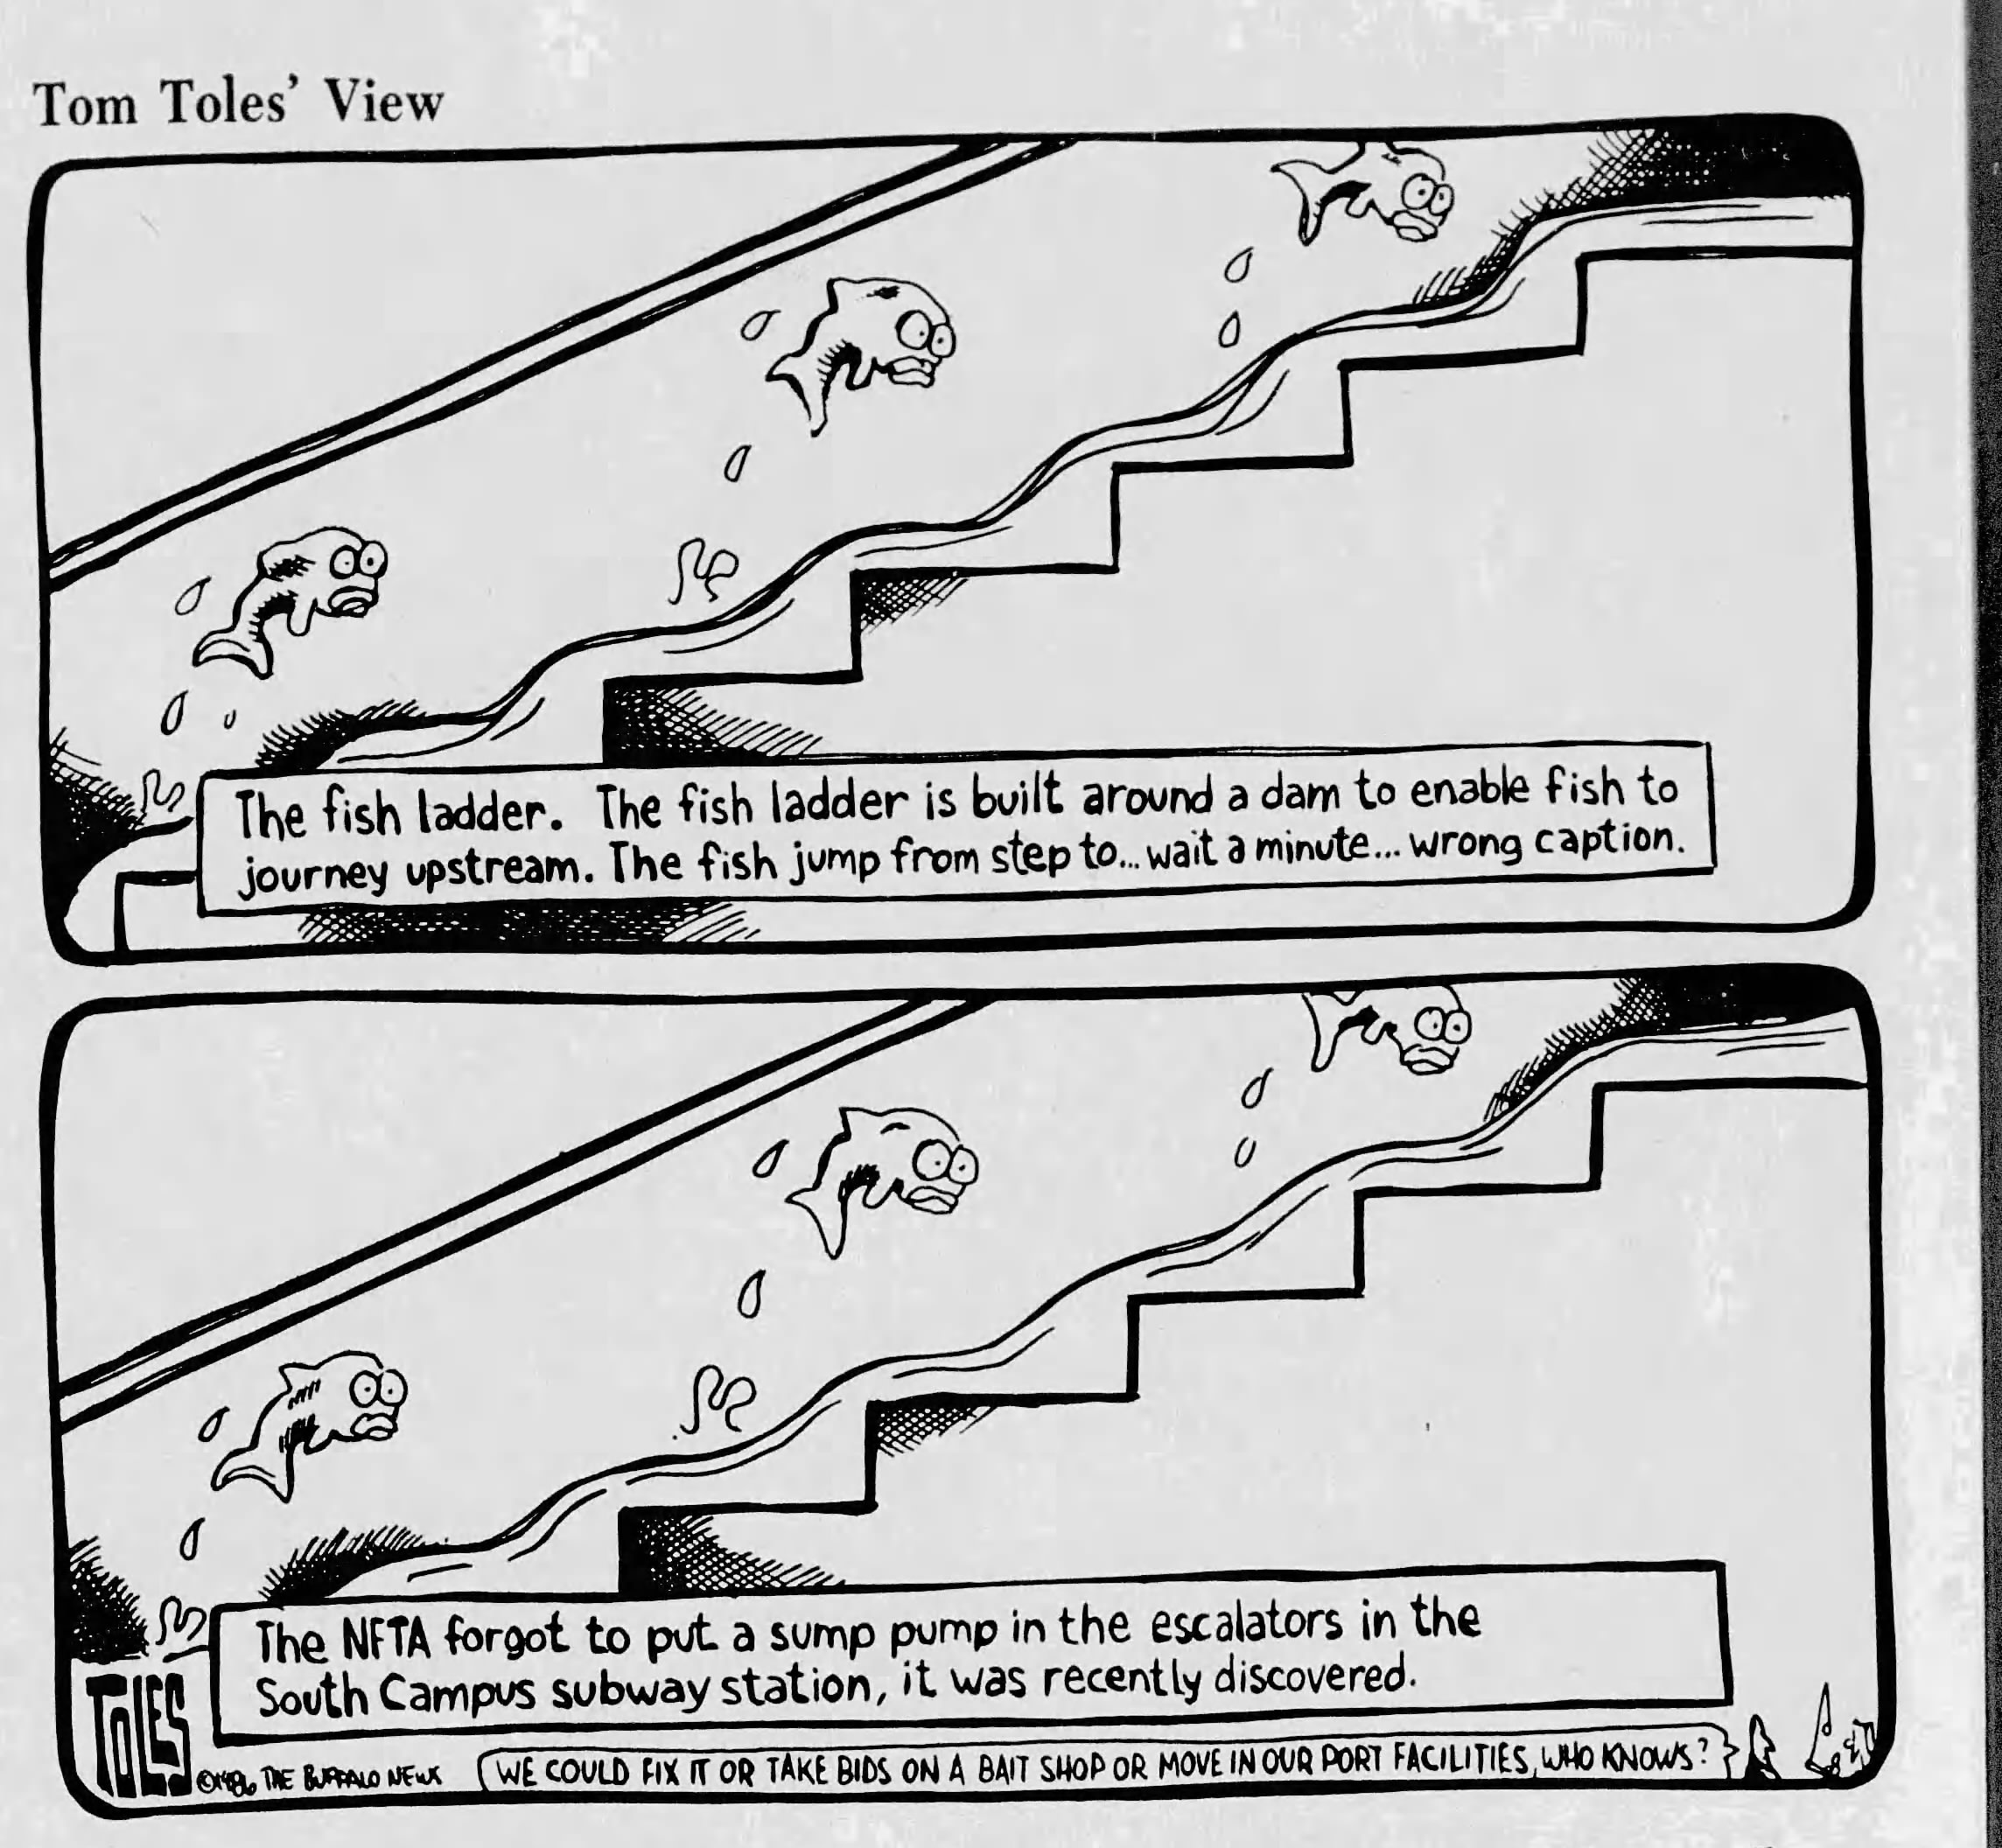 Tom Toles' View
The fish ladder. The fish ladder is built around a dam to enable fish to
journey upstream. The fish jump from step to... wait a minute... wrong caption.
The NFTA forgot to put a sump pump in the escalators in the
South Campus subway station, it was recently discovered.
TOLES
©1986 THE BUFFALO NEWS
WE COULD FIX IT OR TAKE BIDS ON A BAIT SHOP OR MOVE IN OUR PORT FACILITIES, WHO KNOWS?